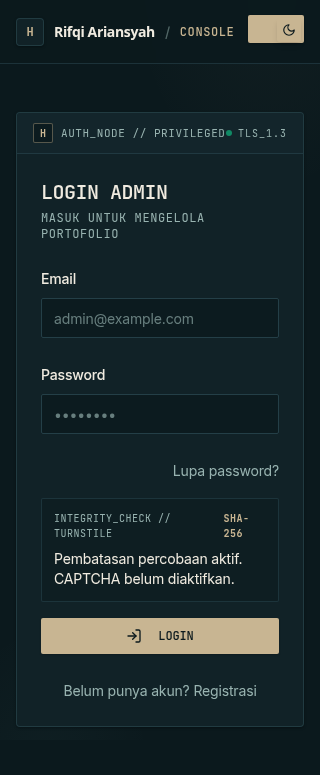 H Rifqi Ariansyah / CONSOLE
H AUTH_NODE // PRIVILEGED TLS_1.3
LOGIN ADMIN
MASUK UNTUK MENGELOLA
PORTOFOLIO
Email
admin@example.com
Password
••••••••
Lupa password?
INTEGRITY_CHECK // TURNSTILE
SHA-256
Pembatasan percobaan aktif.
CAPTCHA belum diaktifkan.
LOGIN
Belum punya akun? Registrasi